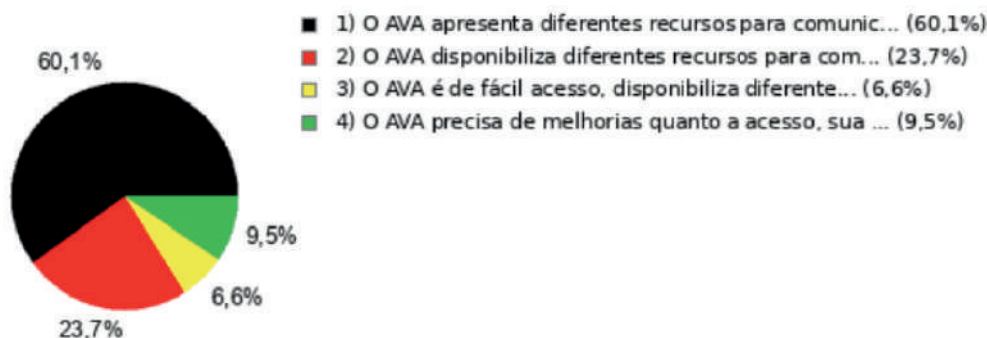 1) O AVA apresenta diferentes recursos para comunic... (60,1%)
2) O AVA disponibiliza diferentes recursos para com... (23,7%)
3) O AVA é de fácil acesso, disponibiliza diferente... (6,6%)
4) O AVA precisa de melhorias quanto a acesso, sua ... (9,5%)
60,1%
9,5%
6,6%
23,7%